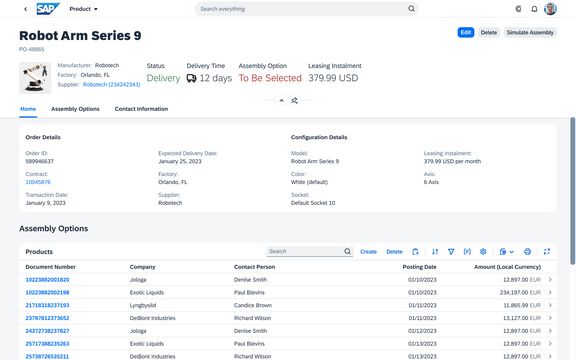 SAP
Product
Search everything
Robot Arm Series 9
PO-48865
Edit
Delete
Simulate Assembly
Manufacturer: Robotech
Factory: Orlando, FL
Supplier: Robotech (234242343)
Status
Delivery
Delivery Time
12 days
Assembly Option
To Be Selected
Leasing Instalment
379.99 USD
Home
Assembly Options
Contact Information
Order Details
Configuration Details
Order ID:
589946637
Expected Delivery Date:
January 25, 2023
Model:
Robot Arm Series 9
Leasing Instalment:
379.99 USD per month
Contract:
10045876
Factory:
Orlando, FL
Color:
White (default)
Axis:
6 Axis
Transaction Date:
January 9, 2023
Supplier:
Robotech
Socket:
Default Socket 10
Assembly Options
Products
Search
Create
Delete
Document Number Company Contact Person Posting Date Amount (Local Currency)
10223882001820 Jologa Denise Smith 01/10/2023 12,897.00 EUR
10223882002198 Exotic Liquids Paul Blevins 01/10/2023 234,197.00 EUR
21718318237193 Lyngbysild Candice Brown 01/11/2023 11,865.99 EUR
23797812373652 DelBont Industries Richard Wilson 01/11/2023 13,127.00 EUR
24372738237827 Jologa Denise Smith 01/12/2023 12,897.00 EUR
25717388235263 Exotic Liquids Paul Blevins 01/13/2023 12,897.00 EUR
25738726535211 DelBont Industries Richard Wilson 01/13/2023 12,897.00 EUR